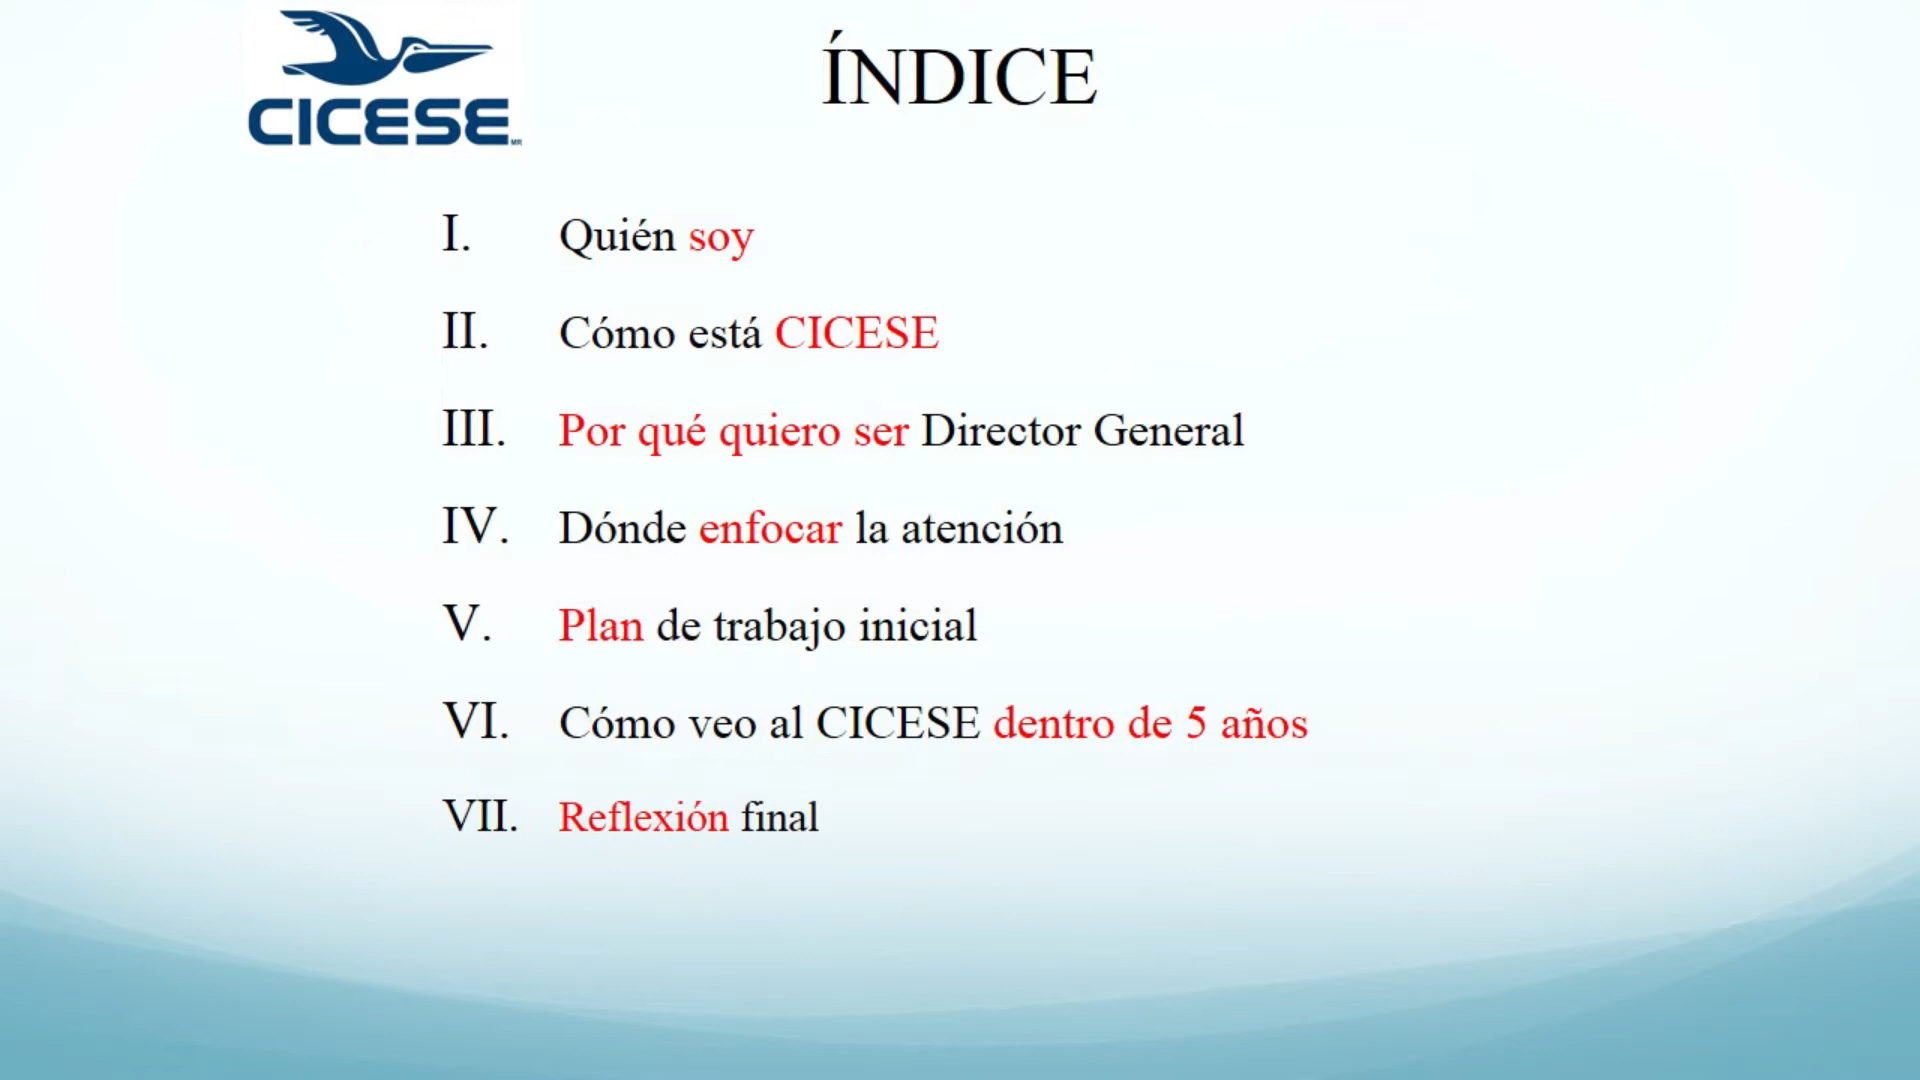 CICESE
MR
ÍNDICE
I. Quién soy
II. Cómo está CICESE
III. Por qué quiero ser Director General
IV. Dónde enfocar la atención
V. Plan de trabajo inicial
VI. Cómo veo al CICESE dentro de 5 años
VII. Reflexión final